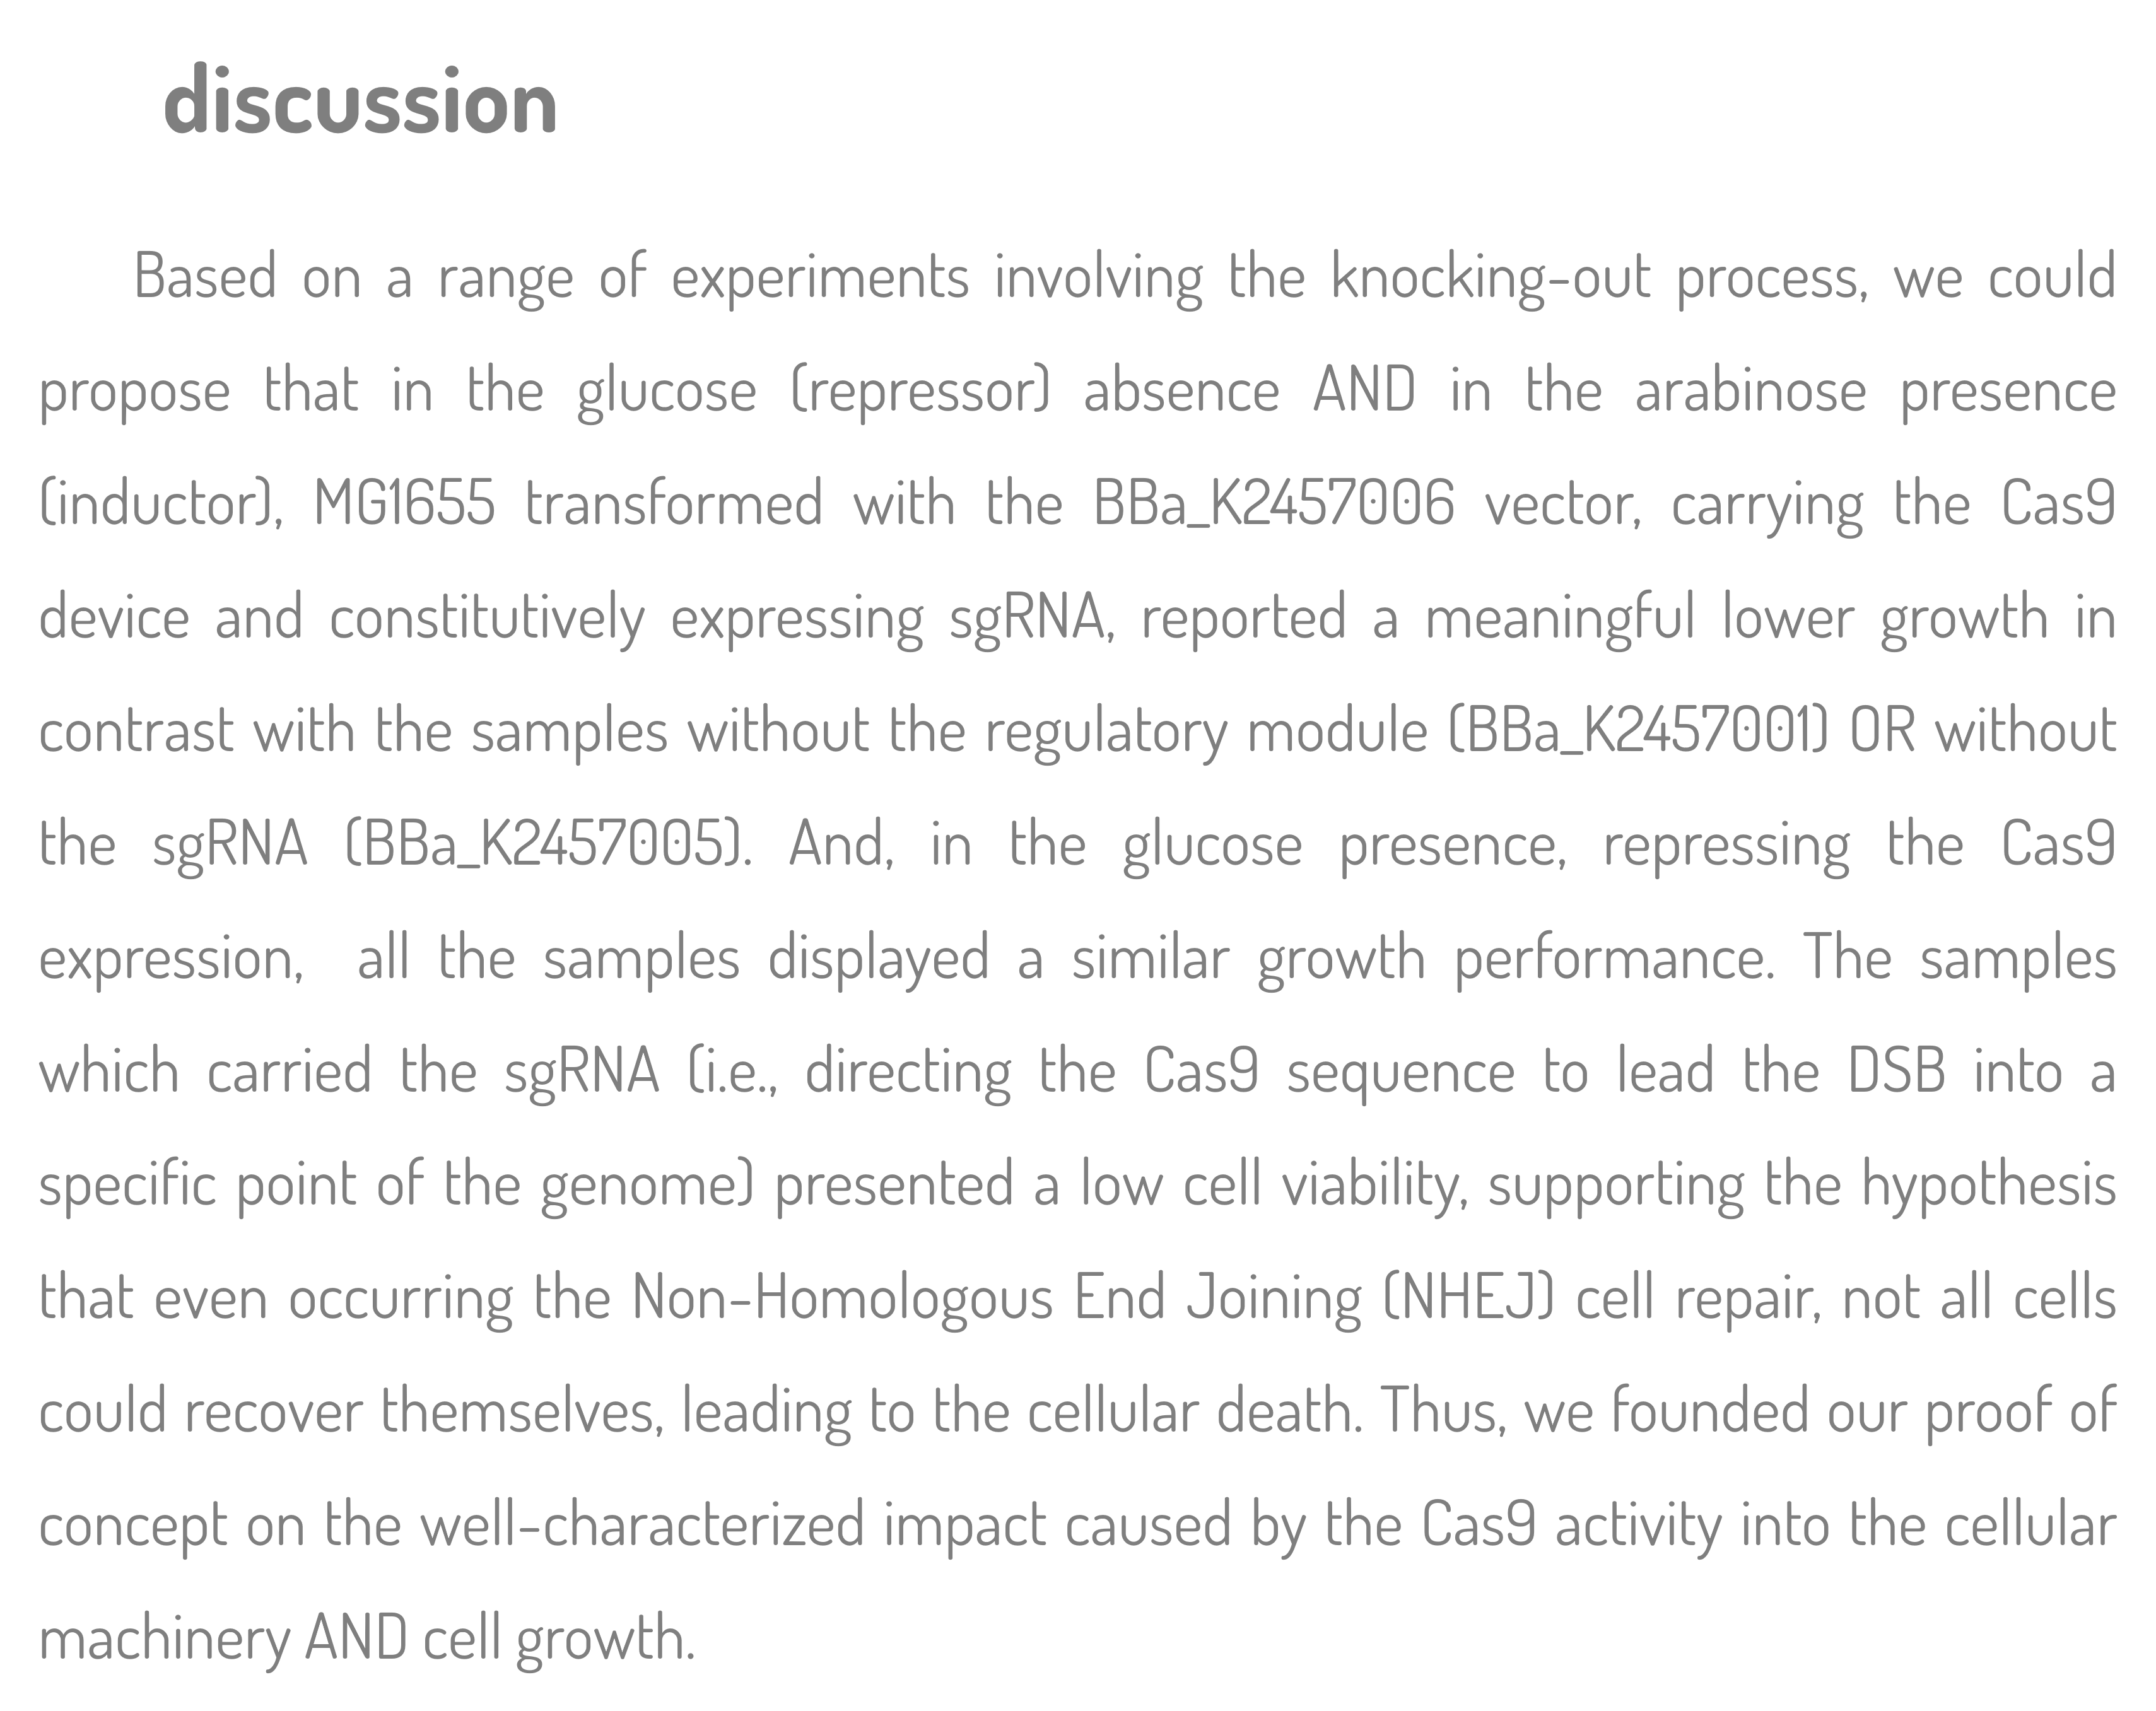 discussion
Based on a range of experiments involving the knocking-out process, we could
propose that in the glucose (repressor) absence AND in the arabinose presence
(inductor), MG1655 transformed with the BBa_K2457006 vector, carrying the Cas9
device and constitutively expressing sgRNA, reported a meaningful lower growth in
contrast with the samples without the regulatory module (BBa_K2457001) OR without
the sgRNA (BBa_K2457005). And, in the glucose presence, repressing the Cas9
expression, all the samples displayed a similar growth performance. The samples
which carried the sgRNA (i.e., directing the Cas9 sequence to lead the DSB into a
specific point of the genome) presented a low cell viability, supporting the hypothesis
that even occurring the Non-Homologous End Joining (NHEJ) cell repair, not all cells
could recover themselves, leading to the cellular death. Thus, we founded our proof of
concept on the well-characterized impact caused by the Cas9 activity into the cellular
machinery AND cell growth.